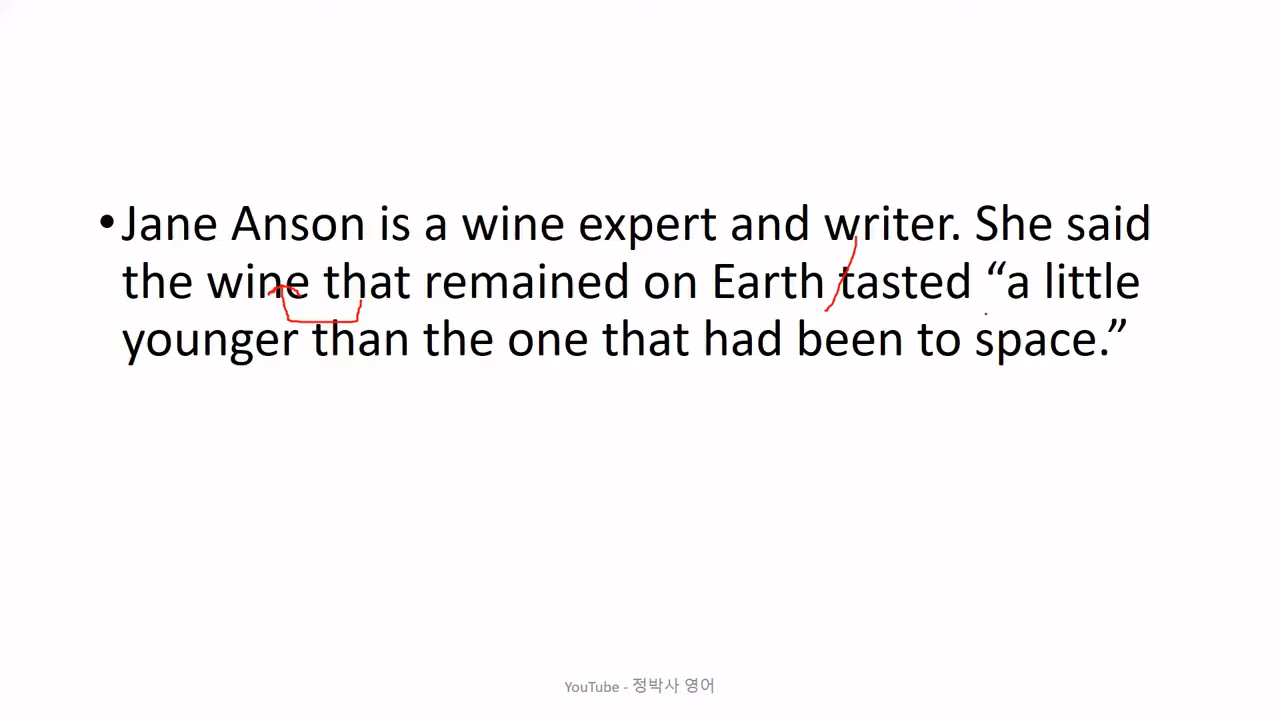 •Jane Anson is a wine expert and writer. She said
the wine that remained on Earth tasted “a little
younger than the one that had been to space.”
YouTube - 정박사 영어